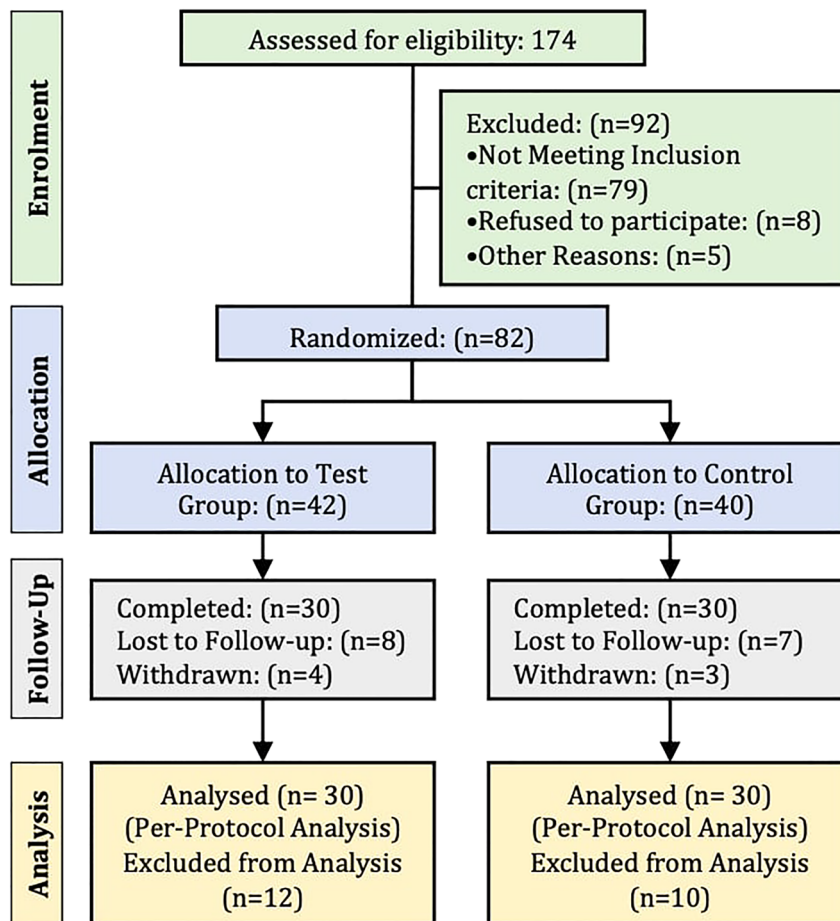 Enrolment
Assessed for eligibility: 174
Excluded: (n=92)
•Not Meeting Inclusion
criteria: (n=79)
•Refused to participate: (n=8)
•Other Reasons: (n=5)
Allocation
Randomized: (n=82)
Allocation to Test
Group: (n=42)
Allocation to Control
Group: (n=40)
Follow-Up
Completed: (n=30)
Lost to Follow-up: (n=8)
Withdrawn: (n=4)
Completed: (n=30)
Lost to Follow-up: (n=7)
Withdrawn: (n=3)
Analysis
Analysed (n= 30)
(Per-Protocol Analysis)
Excluded from Analysis
(n=12)
Analysed (n= 30)
(Per-Protocol Analysis)
Excluded from Analysis
(n=10)